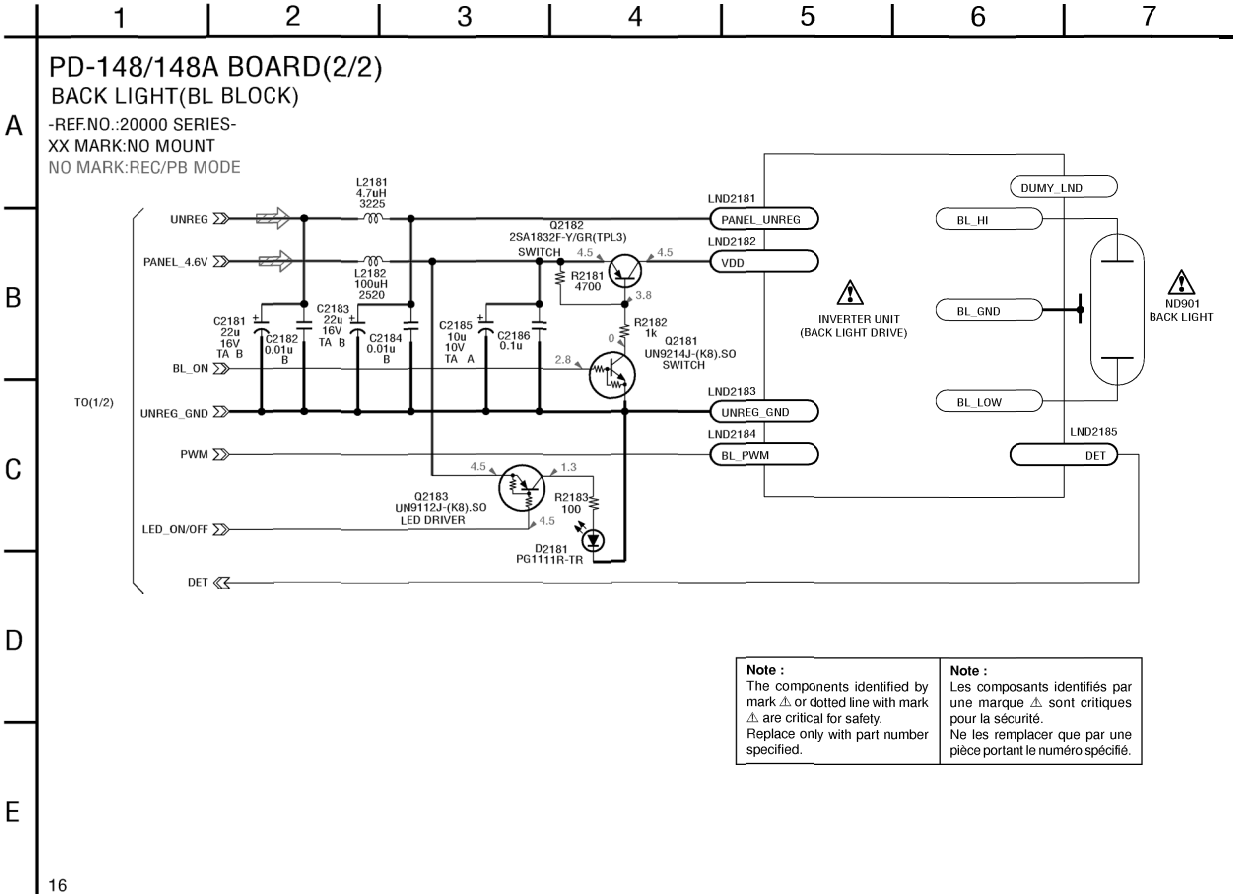 1 2 3 4 5 6 7
A
B
C
D
E
PD-148/148A BOARD(2/2)
BACK LIGHT(BL BLOCK)
-REF.NO.:20000 SERIES-
XX MARK:NO MOUNT
NO MARK:REC/PB MODE
TO(1/2)
UNREG
PANEL_4.6V
BL_ON
UNREG_GND
PWM
LED_ON/OFF
DET
L2181
4.7uH
3225
L2182
100uH
2520
C2181
22u
16V
TA B
C2182
0.01u
B
C2183
22u
16V
TA B
C2184
0.01u
B
C2185
10u
10V
TA A
C2186
0.1u
Q2182
2SA1832F-Y/GR(TPL3)
SWITCH
4.5
4.5
R2181
4700
3.8
R2182
1k
0
Q2181
UN9214J-(K8).SO
SWITCH
2.8
4.5
1.3
Q2183
UN9112J-(K8).SO
LED DRIVER
4.5
R2183
100
D2181
PG1111R-TR
LND2181
PANEL_UNREG
LND2182
VDD
LND2183
UNREG_GND
LND2184
BL_PWM
INVERTER UNIT
(BACK LIGHT DRIVE)
DUMY_LND
BL_HI
BL_GND
BL_LOW
LND2185
DET
ND901
BACK LIGHT
Note :
The components identified by
mark ⚠ or dotted line with mark
⚠ are critical for safety.
Replace only with part number
specified.
Note :
Les composants identifiés par
une marque ⚠ sont critiques
pour la sécurité.
Ne les remplacer que par une
pièce portant le numéro spécifié.
16